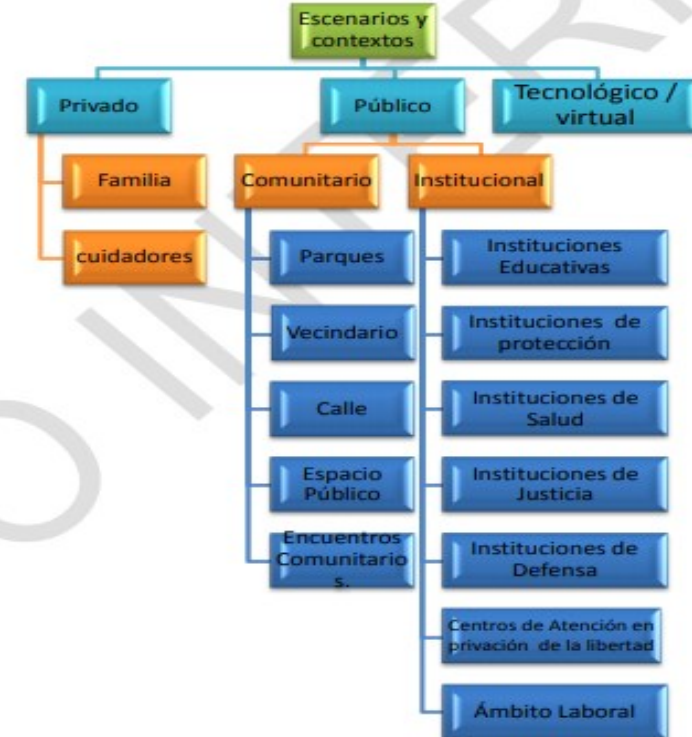 Escenarios y
contextos
Privado
Público
Tecnológico /
virtual
Familia
cuidadores
Comunitario
Institucional
Parques
Vecindario
Calle
Espacio
Público
Encuentros
Comunitario
s.
Instituciones
Educativas
Instituciones de
protección
Instituciones de
Salud
Instituciones de
Justicia
Instituciones de
Defensa
Centros de Atención en
privación de la libertad
Ámbito Laboral